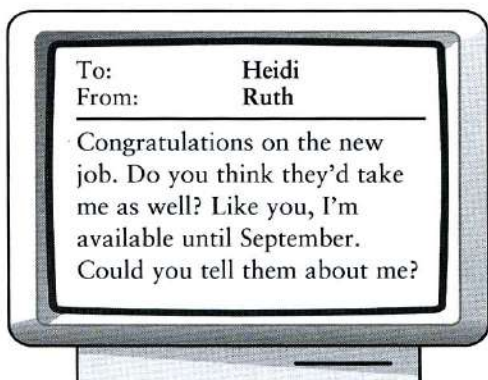 To: Heidi
From: Ruth
Congratulations on the new
job. Do you think they'd take
me as well? Like you, I'm
available until September.
Could you tell them about me?